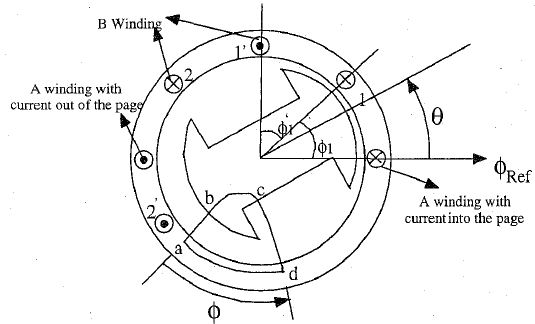 B Winding
1'
2
A winding with
current out of the page
1
θ
ϕ1'
ϕ1
ϕRef
b
c
A winding with
current into the page
2'
a
d
ϕ